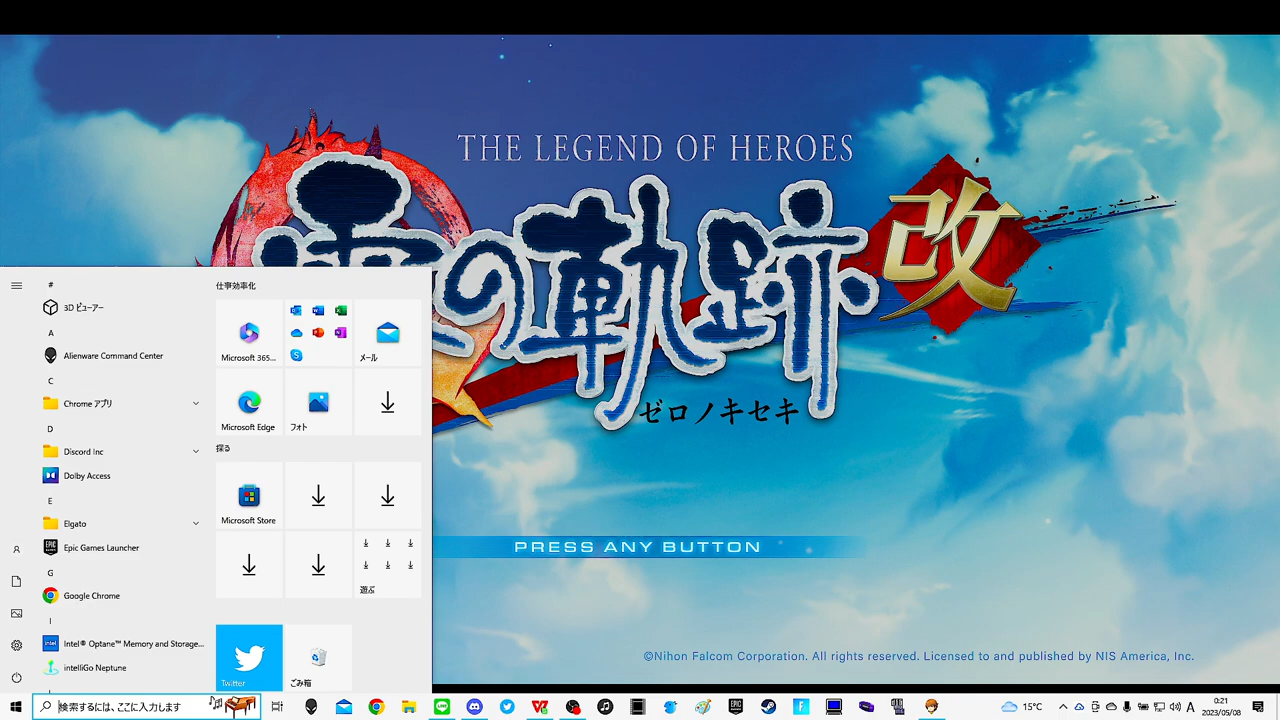 THE LEGEND OF HEROES
の軌跡 改
ゼロノキセキ
PRESS ANY BUTTON
©Nihon Falcom Corporation. All rights reserved. Licensed to and published by NIS America, Inc.
#
3D ビューアー
A
Alienware Command Center
C
Chrome アプリ
D
Discord Inc
Dolby Access
E
Elgato
Epic Games Launcher
G
Google Chrome
I
Intel® Optane™ Memory and Storage...
intelliGo Neptune
仕事効率化
Microsoft 365...
メール
Microsoft Edge
フォト
探る
Microsoft Store
遊ぶ
Twitter
ごみ箱
検索するには、ここに入力します
15°C
A
0:21
2023/05/08